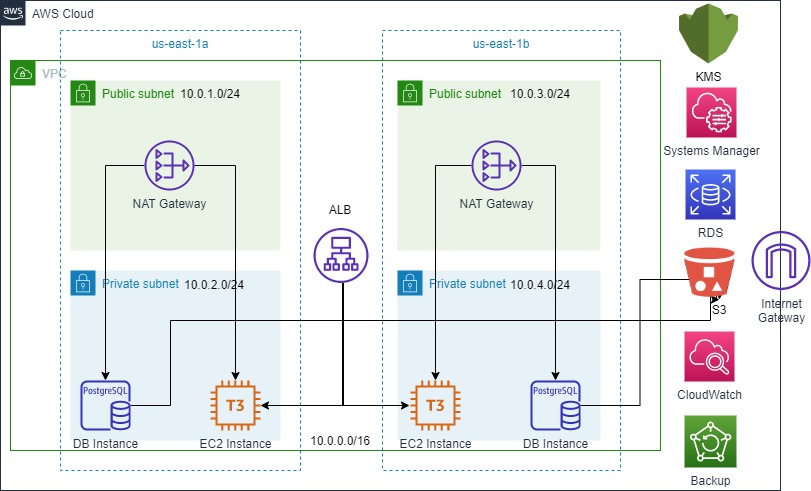 aws
AWS Cloud
us-east-1a
us-east-1b
VPC
Public subnet 10.0.1.0/24
Public subnet 10.0.3.0/24
KMS
Systems Manager
NAT Gateway
NAT Gateway
ALB
RDS
Private subnet 10.0.2.0/24
Private subnet 10.0.4.0/24
S3
Internet
Gateway
PostgreSQL
T3
T3
PostgreSQL
CloudWatch
DB Instance
EC2 Instance
10.0.0.0/16
EC2 Instance
DB Instance
Backup